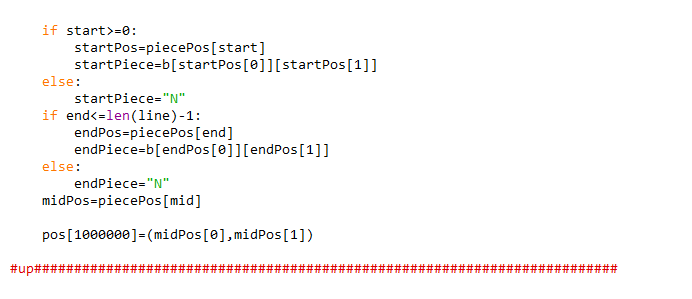 if start>=0:
startPos=piecePos[start]
startPiece=b[startPos[0]][startPos[1]]
else:
startPiece="N"
if end<=len(line)-1:
endPos=piecePos[end]
endPiece=b[endPos[0]][endPos[1]]
else:
endPiece="N"
midPos=piecePos[mid]
pos[1000000]=(midPos[0],midPos[1])
#up#########################################################################